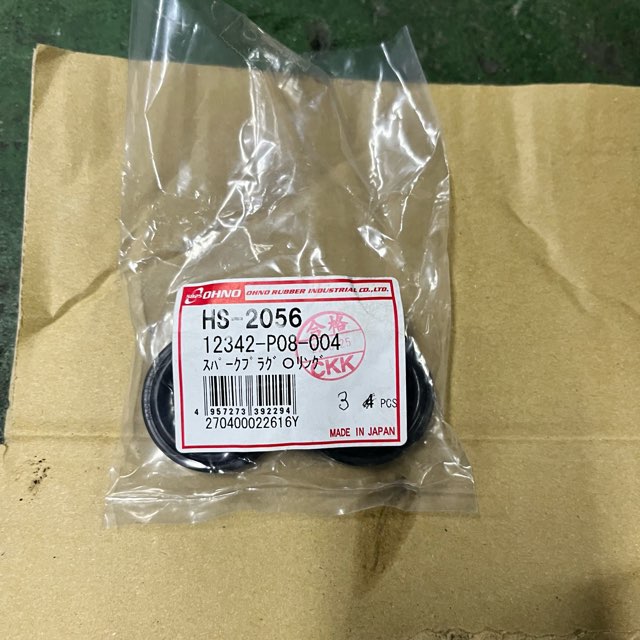 OHNO OHNO RUBBER INDUSTRIAL CO.,LTD.
HS-2056
12342-P08-004
スパークプラグ Oリング
合格
CKK
3 4 PCS
4 957273 392294
270400022616Y
MADE IN JAPAN